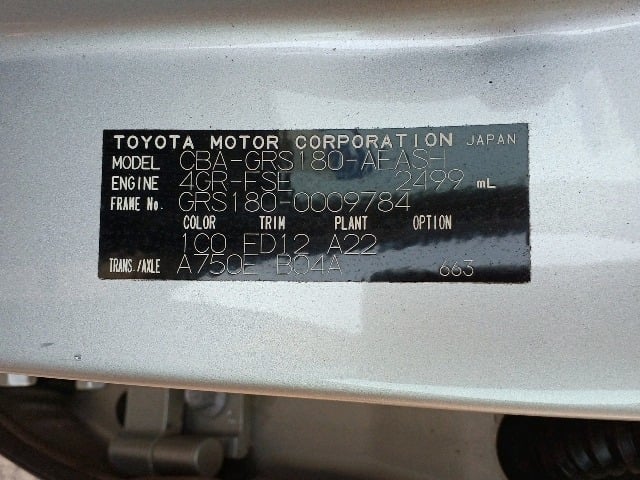 TOYOTA MOTOR CORPORATION JAPAN
MODEL CBA-GRS180-AEASH
ENGINE 4GR-FSE 2499 mL
FRAME No. GRS180-0009784
COLOR TRIM PLANT OPTION
1C0 FD12 A22
TRANS./AXLE A750E B04A 663